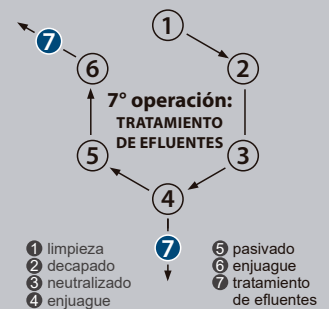 1
7
6
2
7° operación:
TRATAMIENTO
DE EFLUENTES
5
3
4
7
1 limpieza
2 decapado
3 neutralizado
4 enjuague
5 pasivado
6 enjuague
7 tratamiento
de efluentes